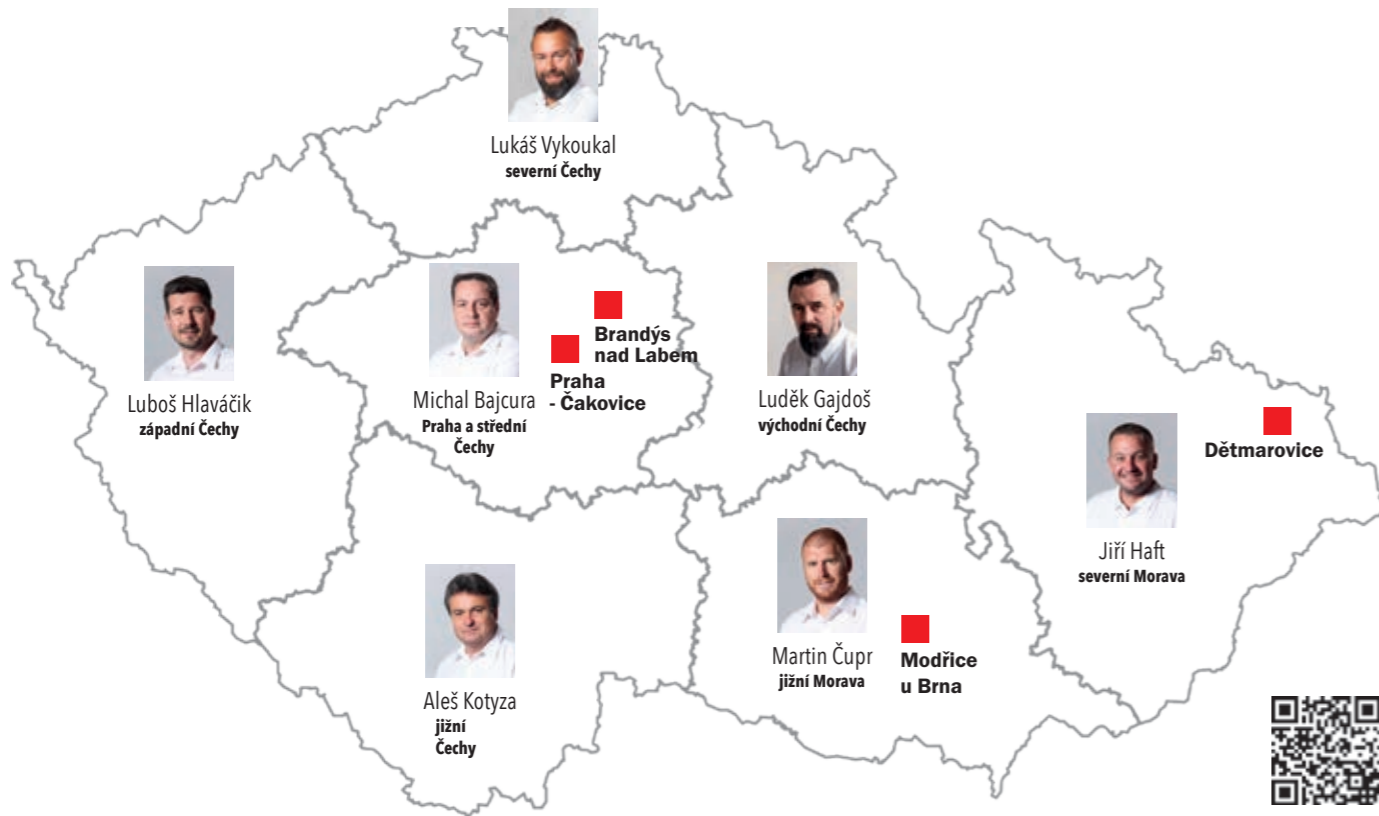 Lukáš Vykoukal
severní Čechy
Luboš Hlaváčik
západní Čechy
Michal Bajcura
Praha a střední
Čechy
Brandýs
nad Labem
Praha
- Čakovice
Luděk Gajdoš
východní Čechy
Dětmarovice
Jiří Haft
severní Morava
Aleš Kotyza
jižní
Čechy
Martin Čupr
jižní Morava
Modřice
u Brna